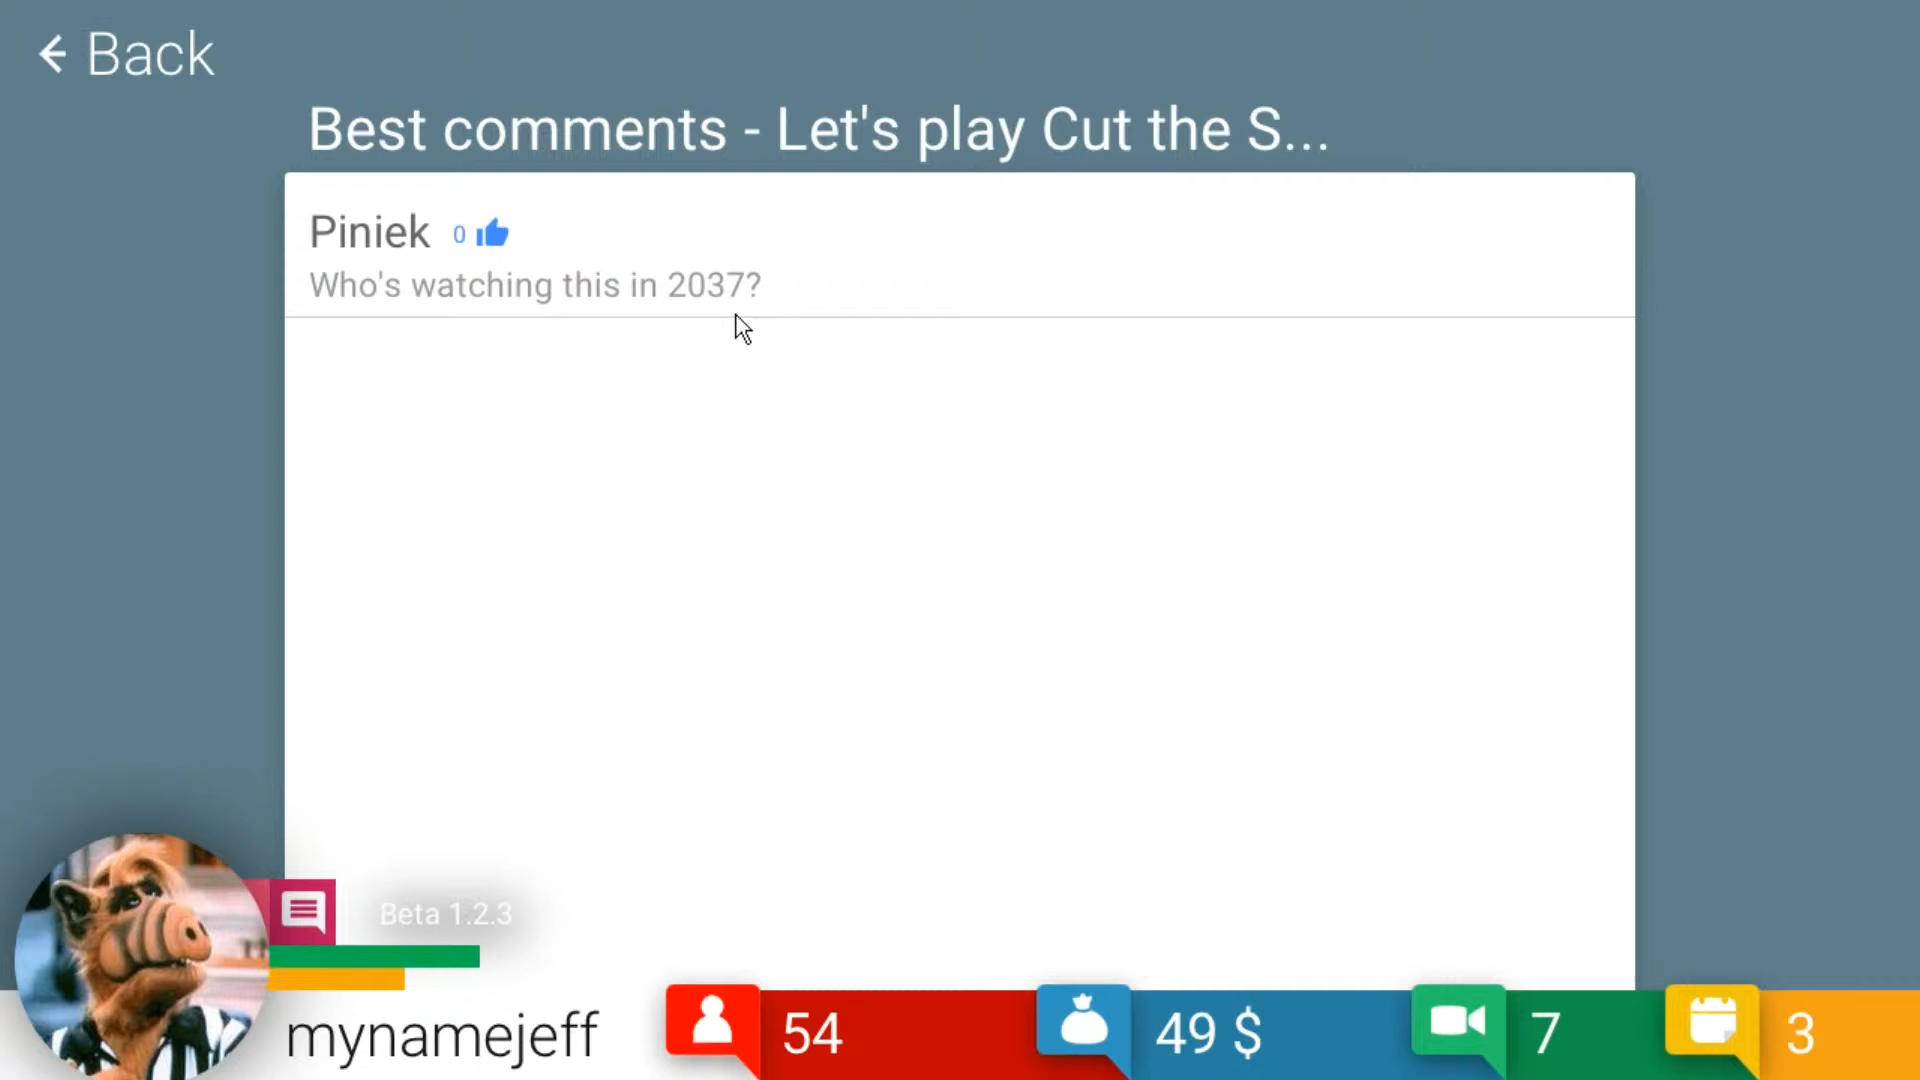 Back
Best comments - Let's play Cut the S...
Piniek 0
Who's watching this in 2037?
Beta 1.2.3
mynamejeff
54
49 $
7
3